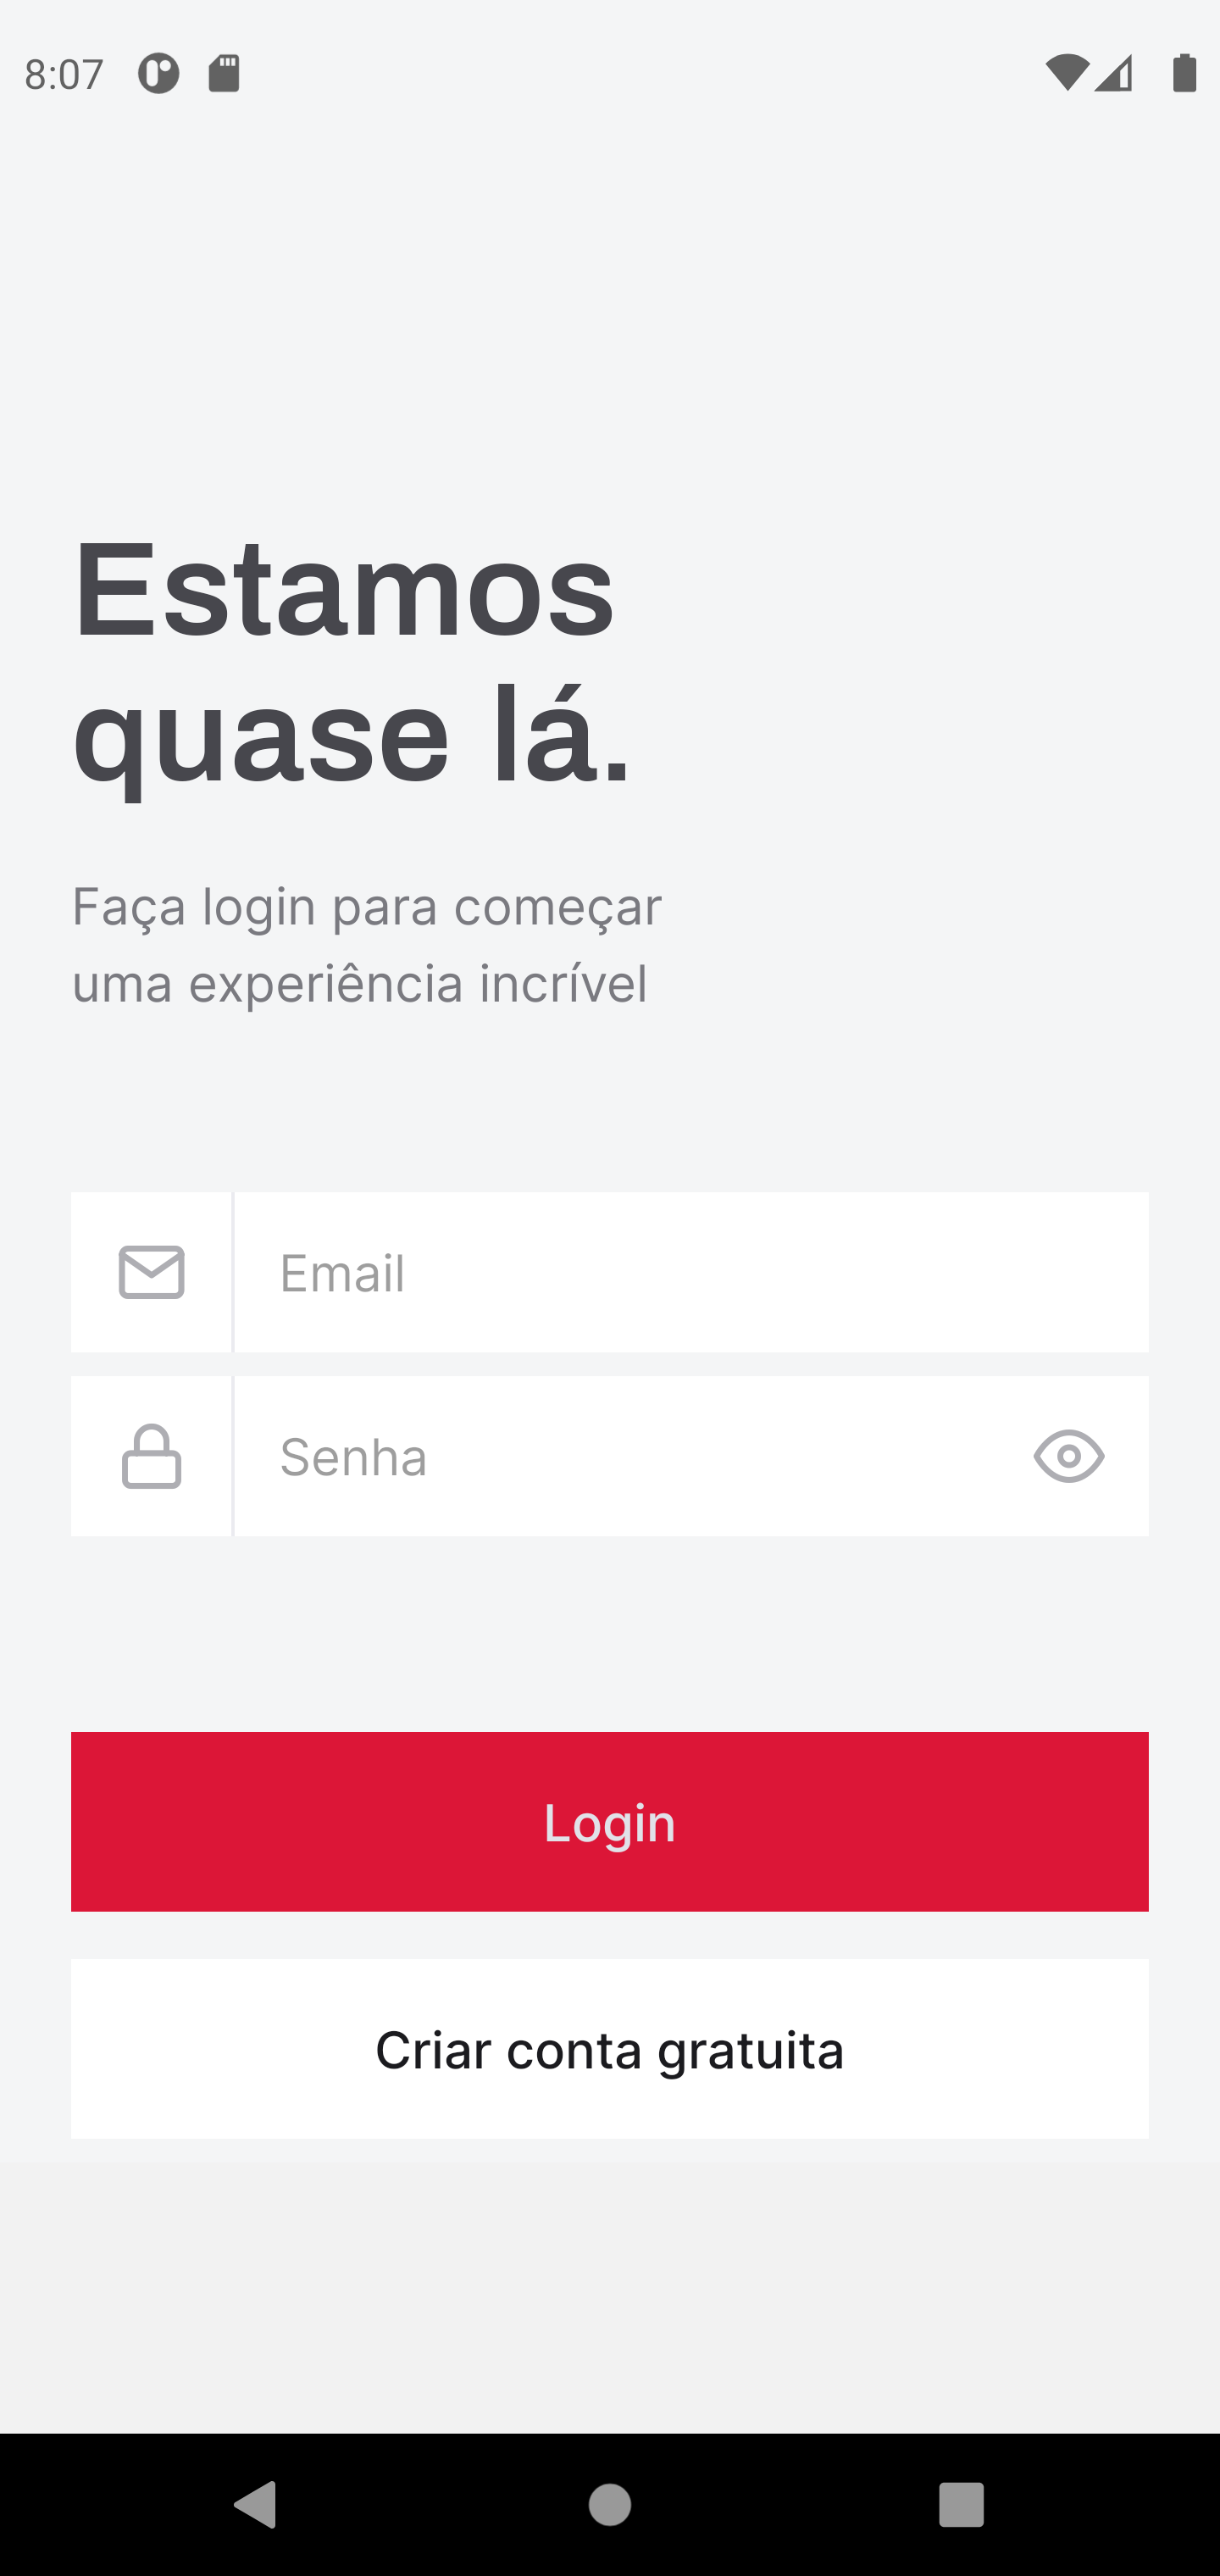 8:07
Estamos
quase lá.
Faça login para começar
uma experiência incrível
Email
Senha
Login
Criar conta gratuita